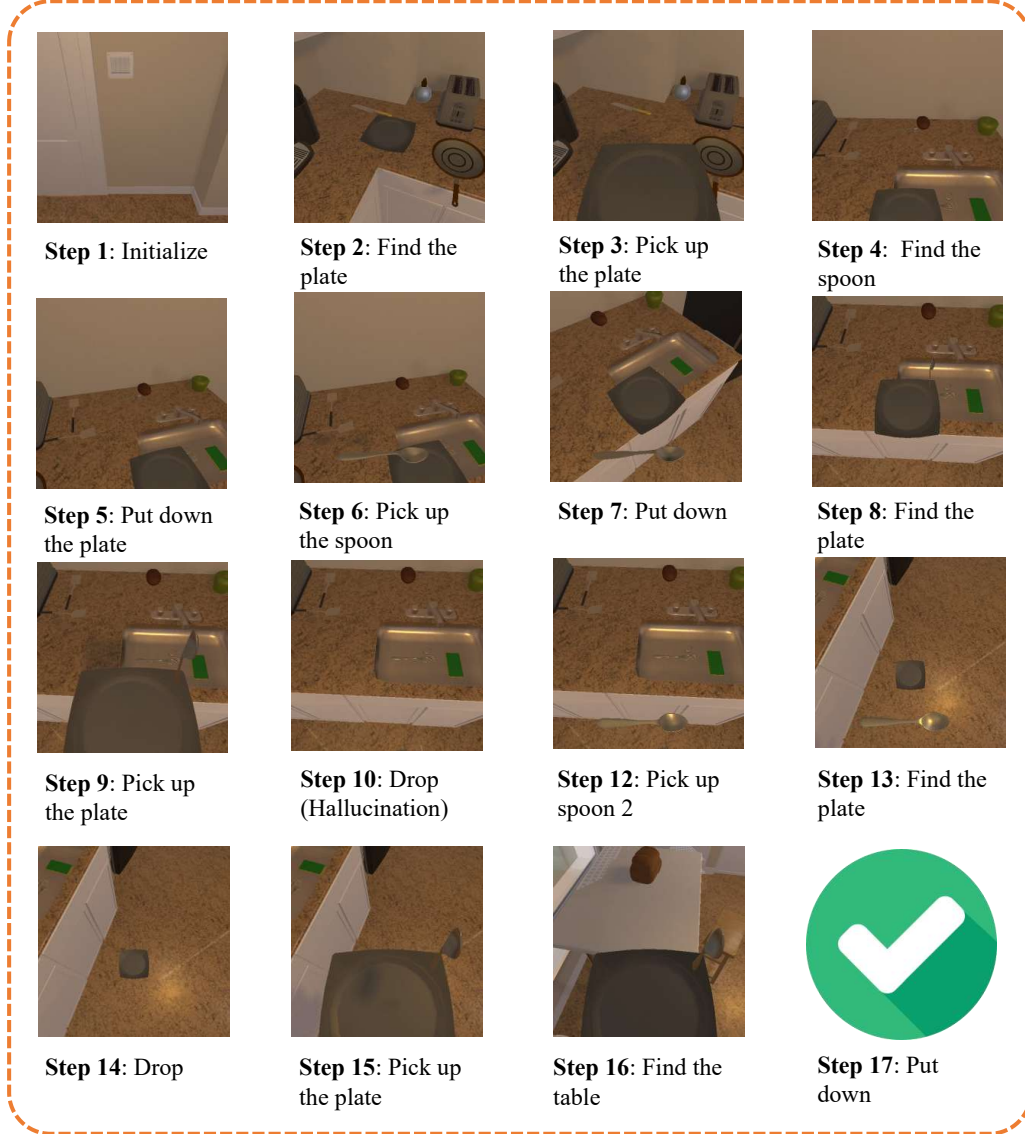 Step 1: Initialize
Step 2: Find the
plate
Step 3: Pick up
the plate
Step 4: Find the
spoon
Step 5: Put down
the plate
Step 6: Pick up
the spoon
Step 7: Put down
Step 8: Find the
plate
Step 9: Pick up
the plate
Step 10: Drop
(Hallucination)
Step 12: Pick up
spoon 2
Step 13: Find the
plate
Step 14: Drop
Step 15: Pick up
the plate
Step 16: Find the
table
Step 17: Put
down